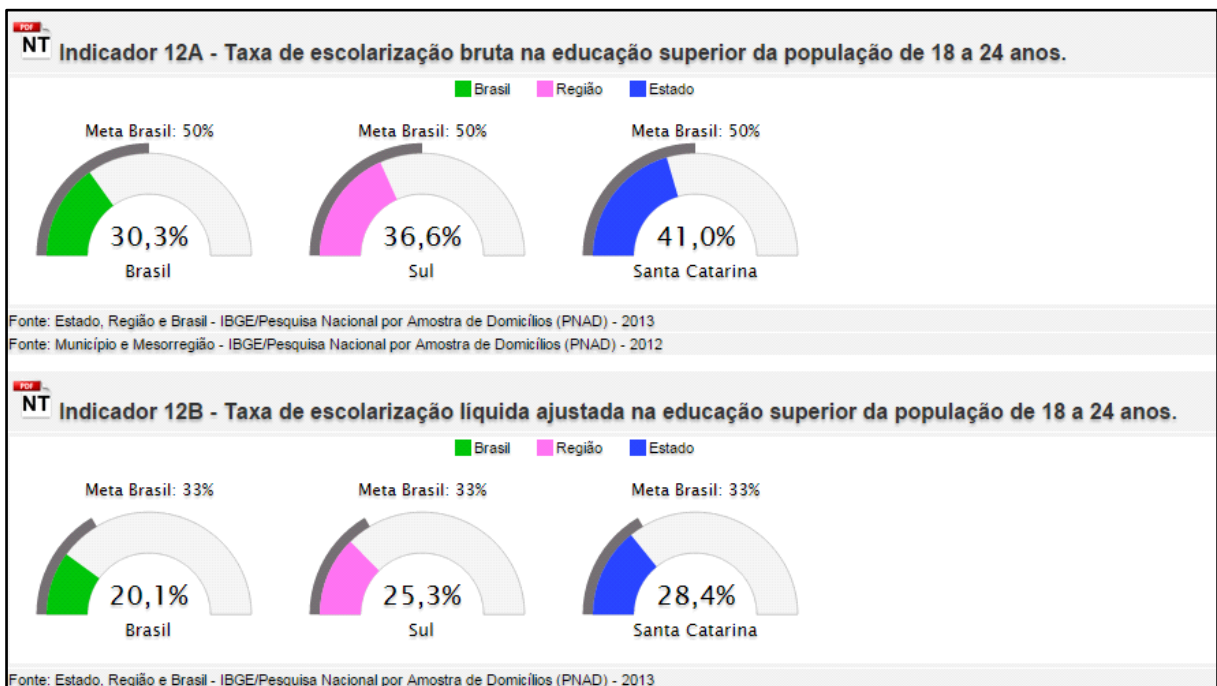 PDF
NT Indicador 12A - Taxa de escolarização bruta na educação superior da população de 18 a 24 anos.
Brasil Região Estado
Meta Brasil: 50% Meta Brasil: 50% Meta Brasil: 50%
30,3% 36,6% 41,0%
Brasil Sul Santa Catarina
Fonte: Estado, Região e Brasil - IBGE/Pesquisa Nacional por Amostra de Domicílios (PNAD) - 2013
Fonte: Município e Mesorregião - IBGE/Pesquisa Nacional por Amostra de Domicílios (PNAD) - 2012
PDF
NT Indicador 12B - Taxa de escolarização líquida ajustada na educação superior da população de 18 a 24 anos.
Brasil Região Estado
Meta Brasil: 33% Meta Brasil: 33% Meta Brasil: 33%
20,1% 25,3% 28,4%
Brasil Sul Santa Catarina
Fonte: Estado, Região e Brasil - IBGE/Pesquisa Nacional por Amostra de Domicílios (PNAD) - 2013